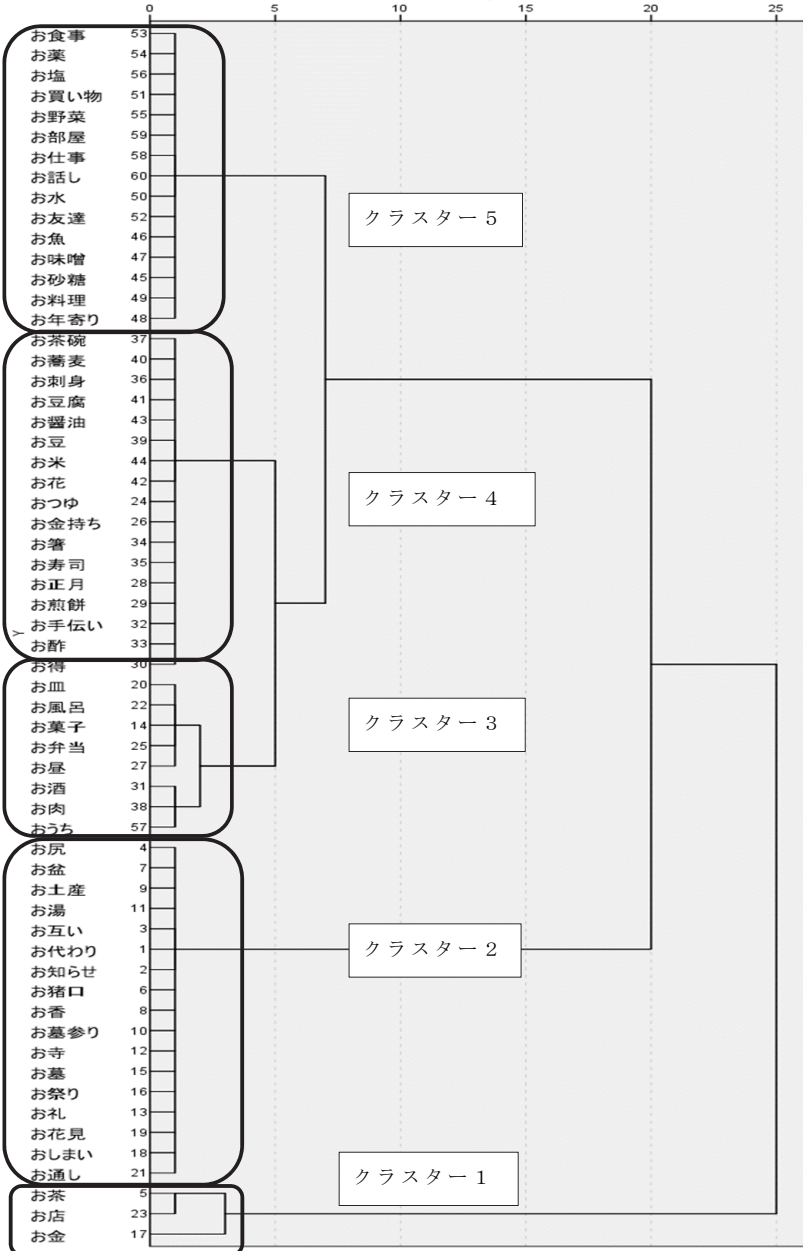 0 5 10 15 20 25
お食事 53
お薬 54
お塩 56
お買い物 51
お野菜 55
お部屋 59
お仕事 58
お話し 60
お水 50
お友達 52
お魚 46
お味噌 47
お砂糖 45
お料理 49
お年寄り 48
クラスター5
お茶碗 37
お蕎麦 40
お刺身 36
お豆腐 41
お醤油 43
お豆 39
お米 44
お花 42
おつゆ 24
お金持ち 26
お箸 34
お寿司 35
お正月 28
お煎餅 29
お手伝い 32
お酢 33
お得 30
クラスター4
Y
お皿 20
お風呂 22
お菓子 14
お弁当 25
お昼 27
お酒 31
お肉 38
おうち 57
クラスター3
お尻 4
お盆 7
お土産 9
お湯 11
お互い 3
お代わり 1
お知らせ 2
お猪口 6
お香 8
お墓参り 10
お寺 12
お墓 15
お祭り 16
お礼 13
お花見 19
おしまい 18
お通し 21
クラスター2
お茶 5
お店 23
お金 17
クラスター1